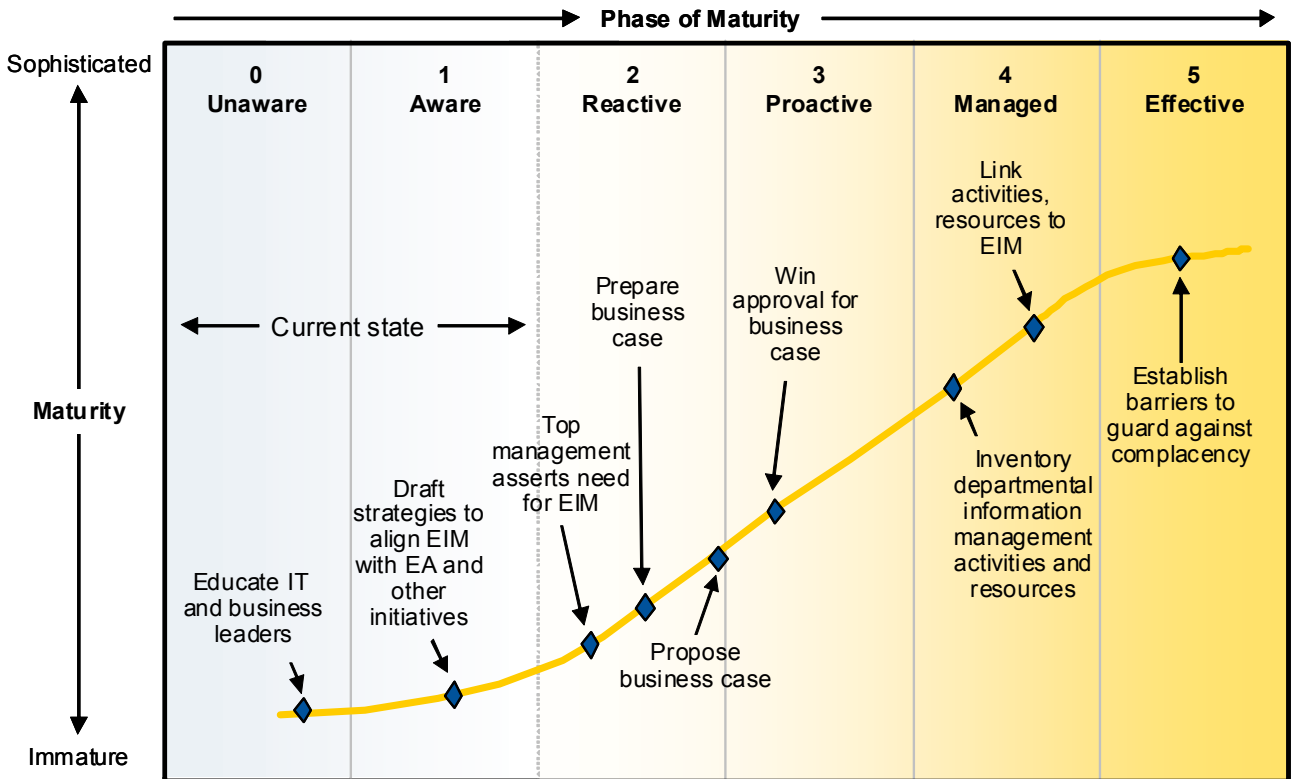 Phase of Maturity
Sophisticated
Maturity
Immature
0
Unaware
1
Aware
2
Reactive
3
Proactive
4
Managed
5
Effective
Current state
Educate IT
and business
leaders
Draft
strategies to
align EIM
with EA and
other
initiatives
Top
management
asserts need
for EIM
Prepare
business
case
Propose
business case
Win
approval for
business
case
Inventory
departmental
information
management
activities and
resources
Link
activities,
resources to
EIM
Establish
barriers to
guard against
complacency